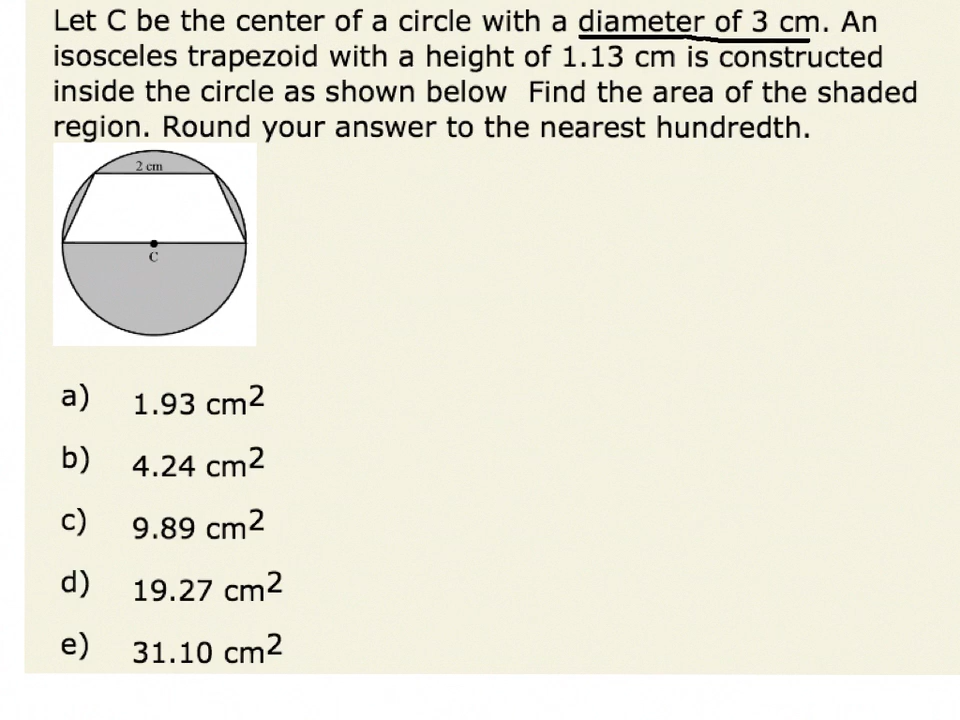 Let C be the center of a circle with a diameter of 3 cm. An
isosceles trapezoid with a height of 1.13 cm is constructed
inside the circle as shown below Find the area of the shaded
region. Round your answer to the nearest hundredth.
2 cm
C
a) 1.93 cm2
b) 4.24 cm2
c) 9.89 cm2
d) 19.27 cm2
e) 31.10 cm2